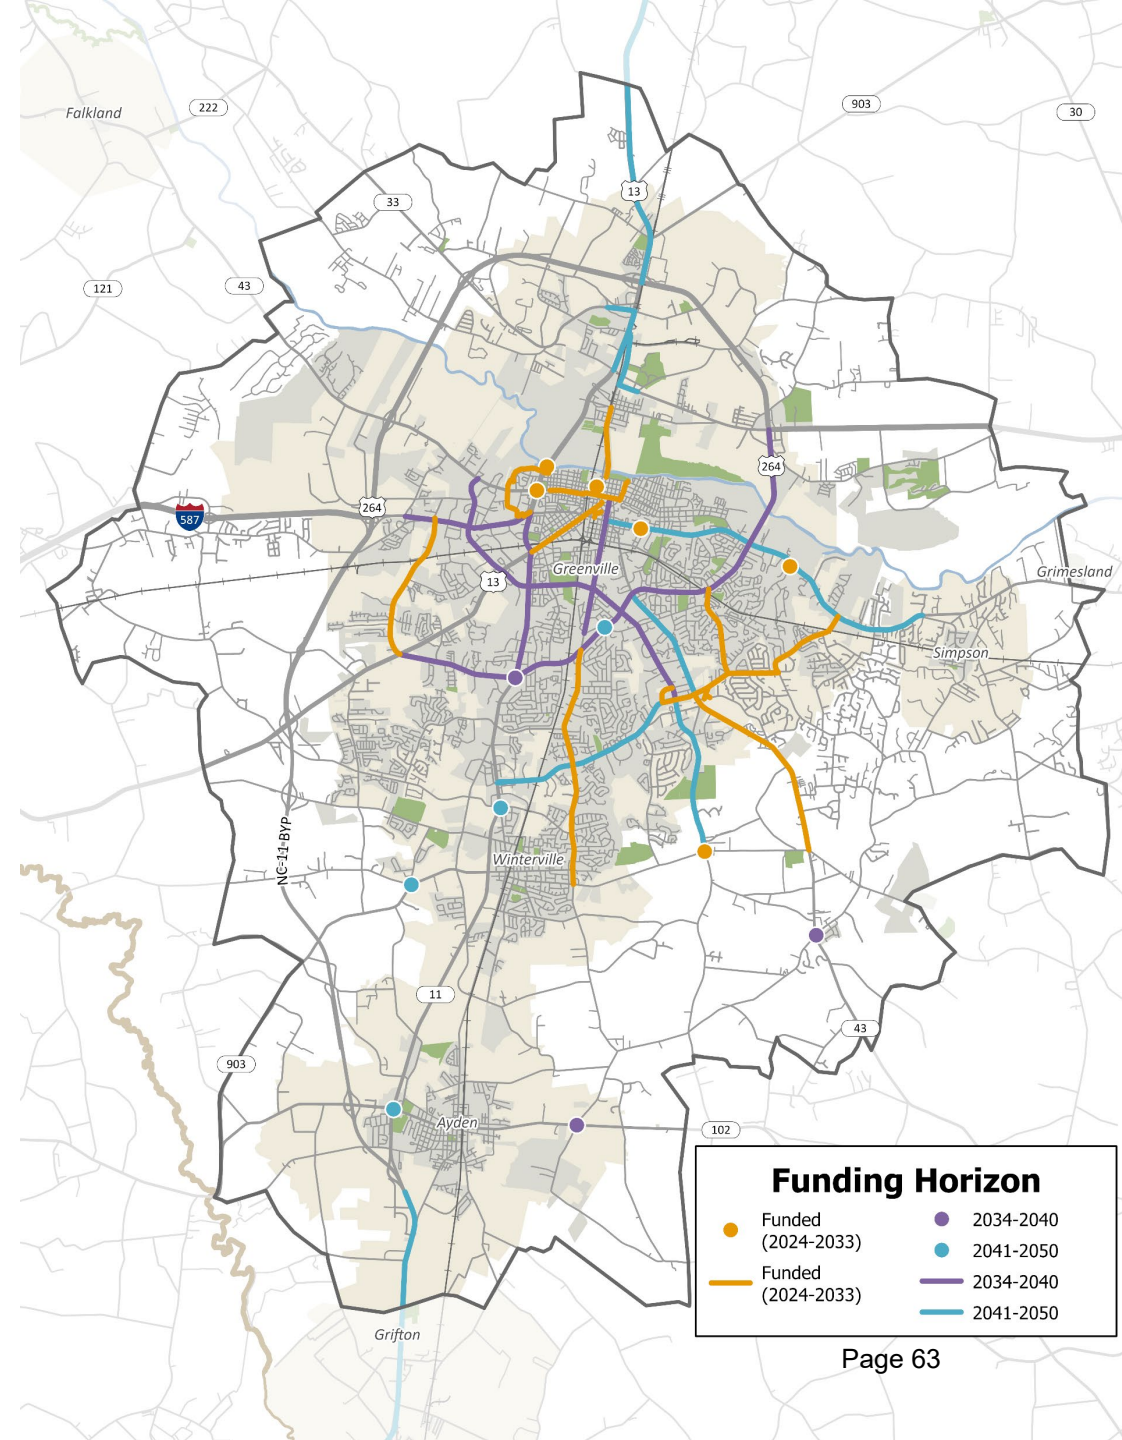 Falkland
222
903
30
33
13
121
43
264
264
587
13
Greenville
Grimesland
Simpson
NC-11-BYP
Winterville
11
43
903
Ayden
102
Grifton
Funding Horizon
Funded
(2024-2033)
Funded
(2024-2033)
2034-2040
2041-2050
2034-2040
2041-2050
Page 63